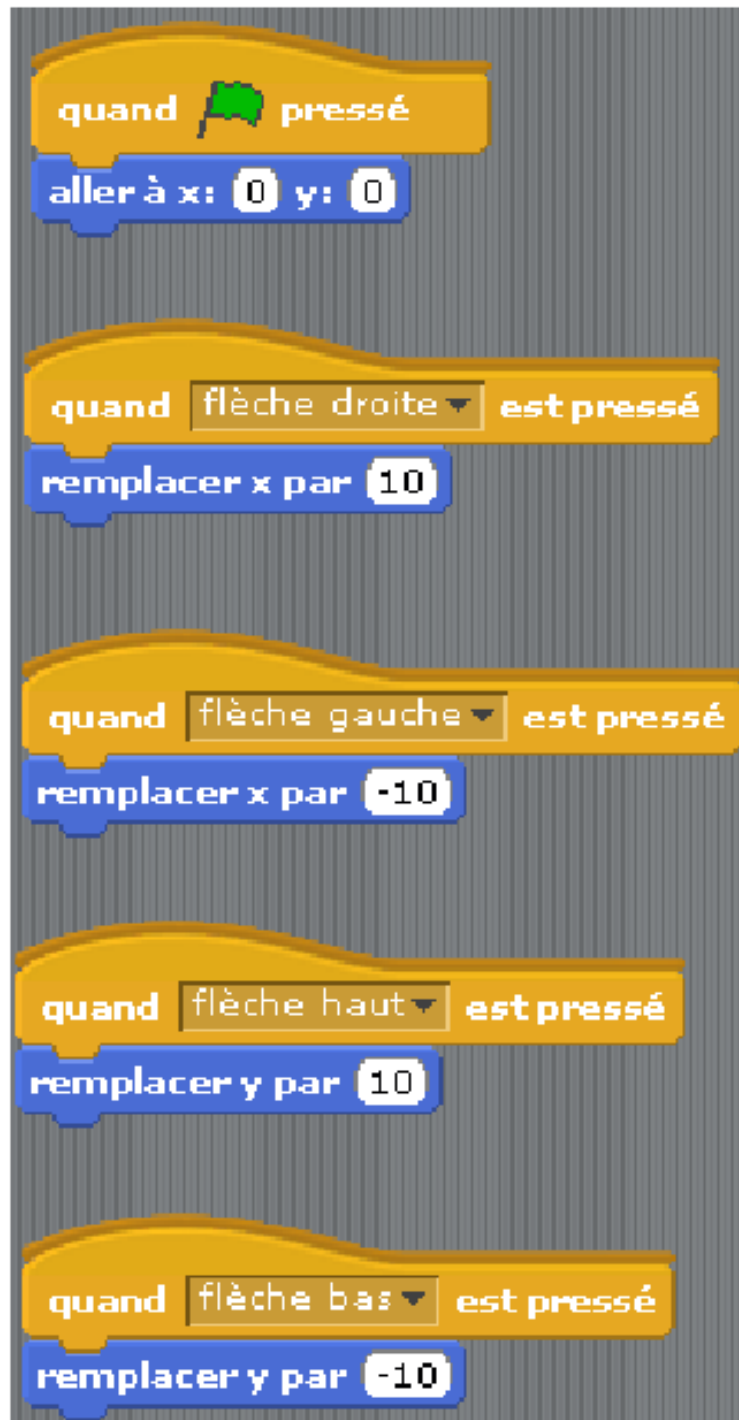 quand pressé
aller à x: 0 y: 0
quand flèche droite est pressé
remplacer x par 10
quand flèche gauche est pressé
remplacer x par -10
quand flèche haut est pressé
remplacer y par 10
quand flèche bas est pressé
remplacer y par -10